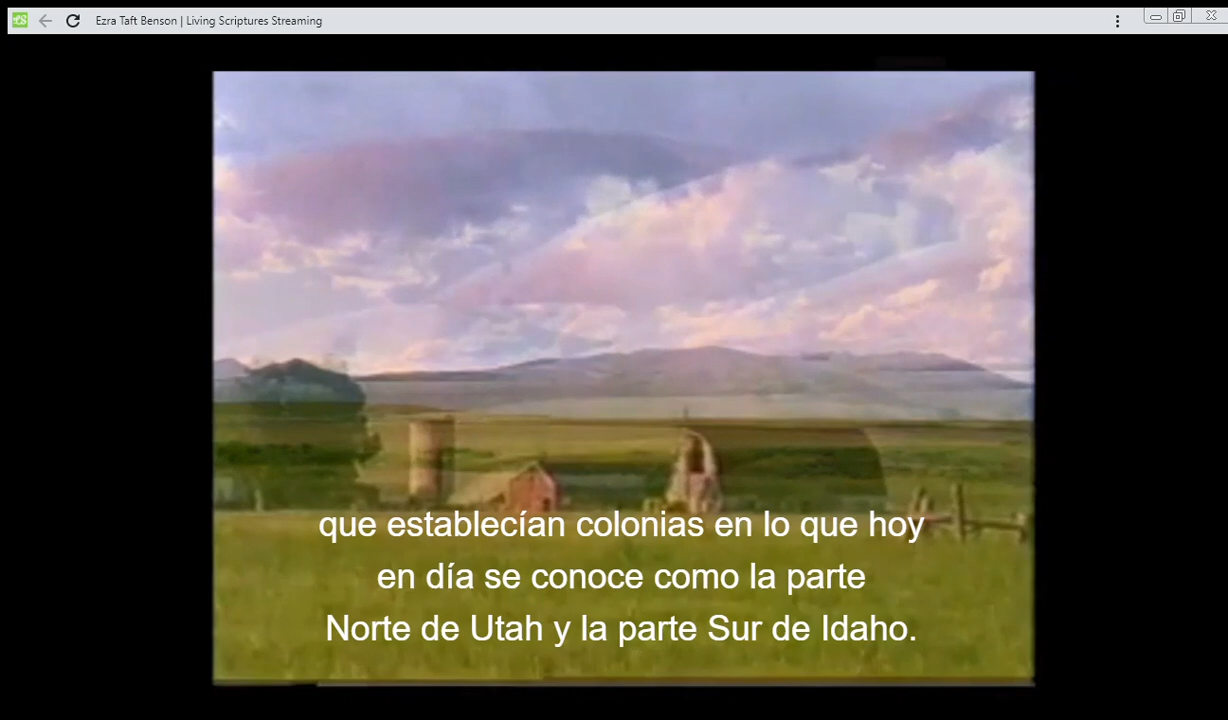 LS
Ezra Taft Benson | Living Scriptures Streaming
que establecían colonias en lo que hoy
en día se conoce como la parte
Norte de Utah y la parte Sur de Idaho.